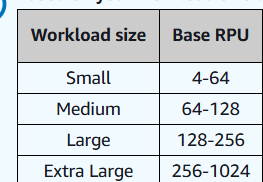 Workload size Base RPU
Small 4-64
Medium 64-128
Large 128-256
Extra Large 256-1024